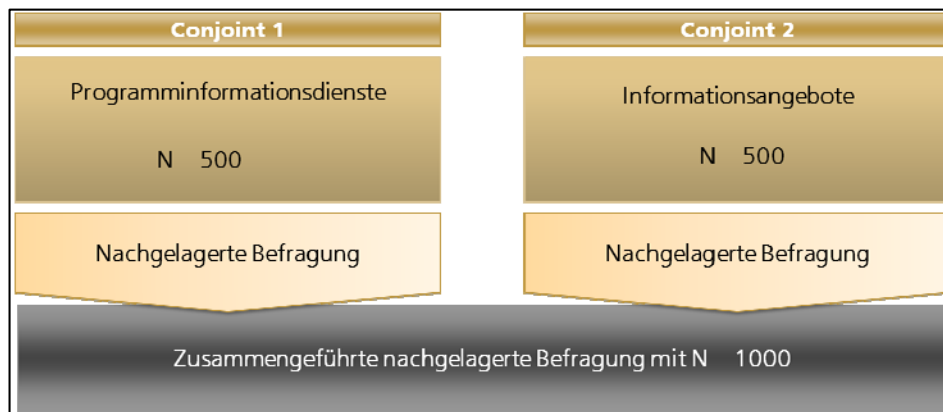 Conjoint 1
Programminformationsdienste
N 500
Nachgelagerte Befragung
Conjoint 2
Informationsangebote
N 500
Nachgelagerte Befragung
Zusammengeführte nachgelagerte Befragung mit N 1000